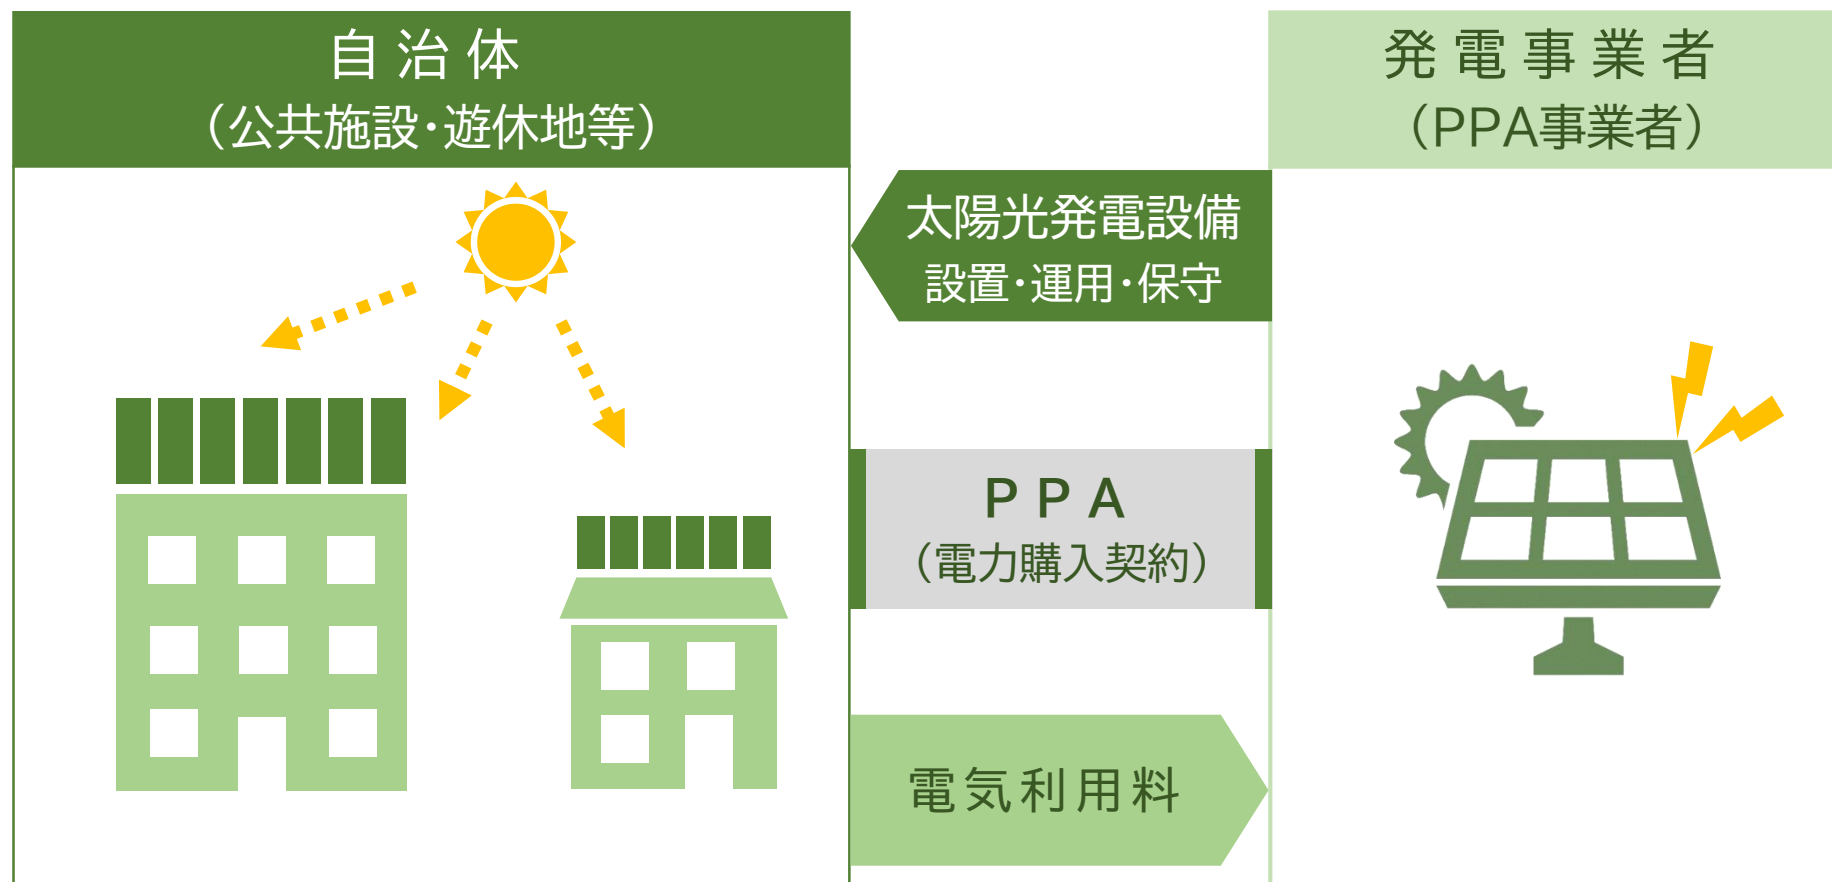 自治体
（公共施設・遊休地等）
発電事業者
（PPA事業者）
太陽光発電設備
設置・運用・保守
PPA
（電力購入契約）
電気利用料